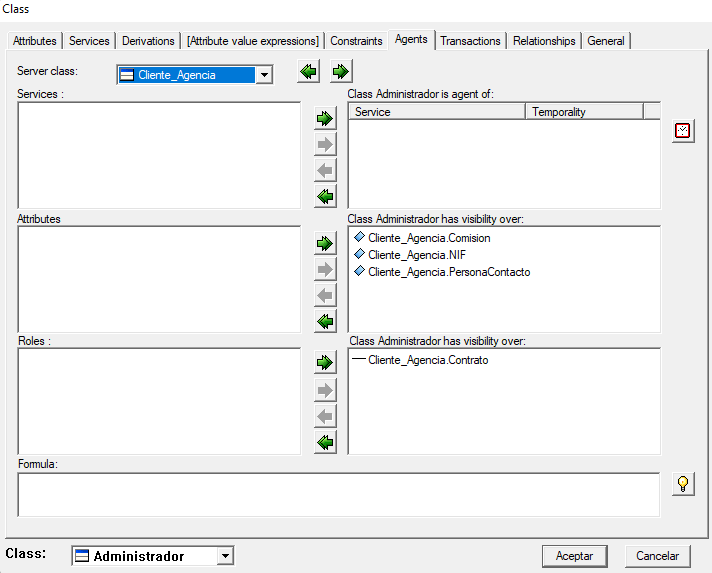 Class
Attributes Services Derivations [Attribute value expressions] Constraints Agents Transactions Relationships General
Server class: Cliente_Agencia
Services : Class Administrador is agent of:
Service Temporality
Attributes Class Administrador has visibility over:
Cliente_Agencia.Comision
Cliente_Agencia.NIF
Cliente_Agencia.PersonaContacto
Roles : Class Administrador has visibility over:
Cliente_Agencia.Contrato
Formula:
Class: Administrador Aceptar Cancelar